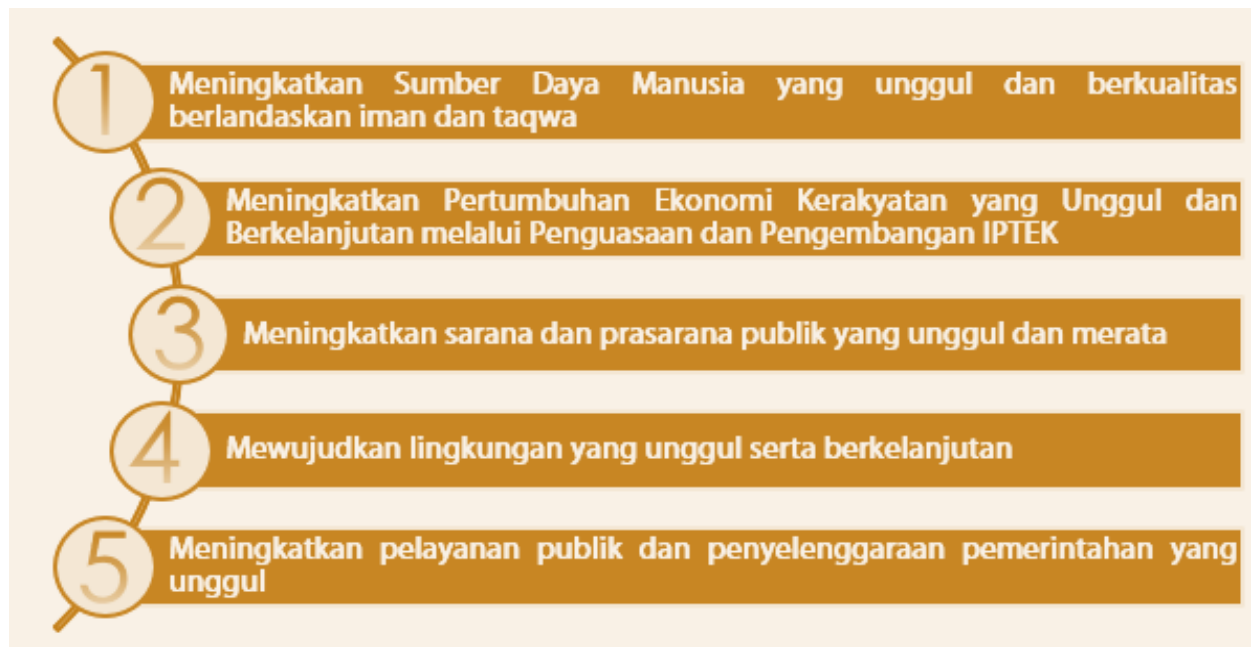 1
Meningkatkan Sumber Daya Manusia yang unggul dan berkualitas
berlandaskan iman dan taqwa
2
Meningkatkan Pertumbuhan Ekonomi Kerakyatan yang Unggul dan
Berkelanjutan melalui Penguasaan dan Pengembangan IPTEK
3
Meningkatkan sarana dan prasarana publik yang unggul dan merata
4
Mewujudkan lingkungan yang unggul serta berkelanjutan
5
Meningkatkan pelayanan publik dan penyelenggaraan pemerintahan yang
unggul